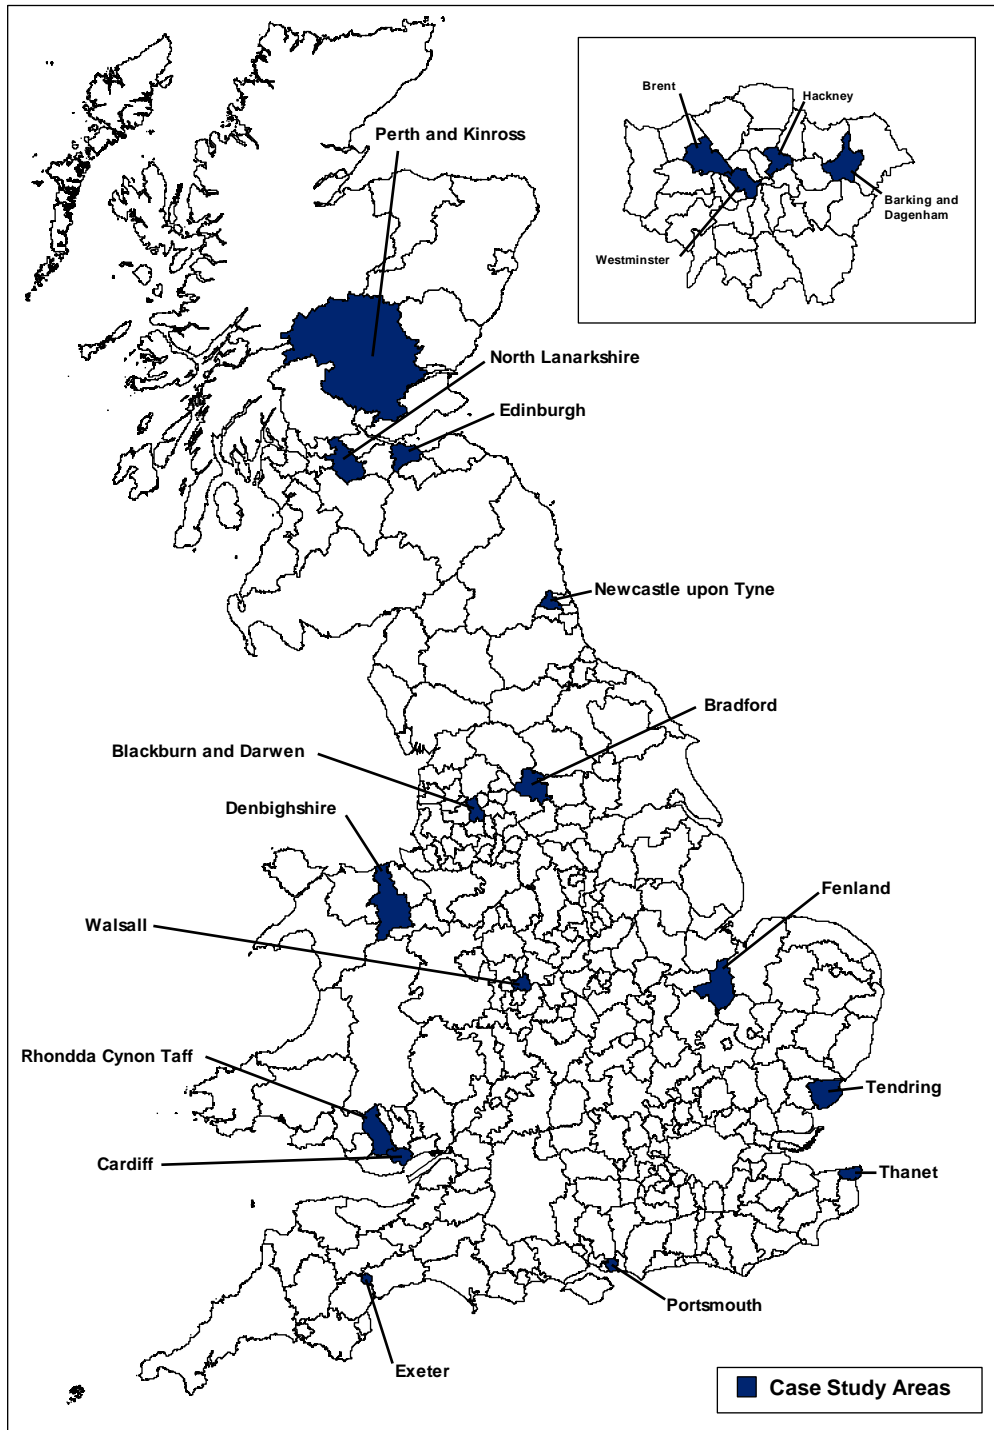 Brent
Hackney
Perth and Kinross
Barking and
Dagenham
Westminster
North Lanarkshire
Edinburgh
Newcastle upon Tyne
Bradford
Blackburn and Darwen
Denbighshire
Fenland
Walsall
Rhondda Cynon Taff
Tendring
Cardiff
Thanet
Portsmouth
Exeter
Case Study Areas